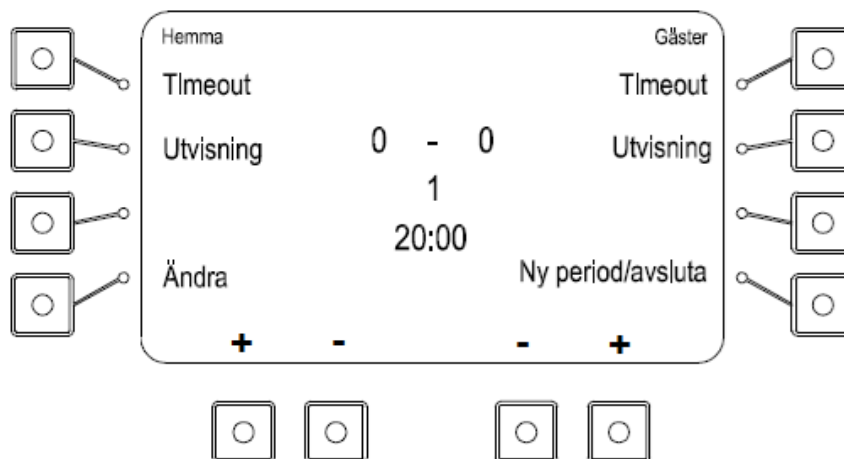 Hemma Gäster
TImeout TImeout
Utvisning 0 - 0 Utvisning
1
20:00
Ändra Ny period/avsluta
+ - - +